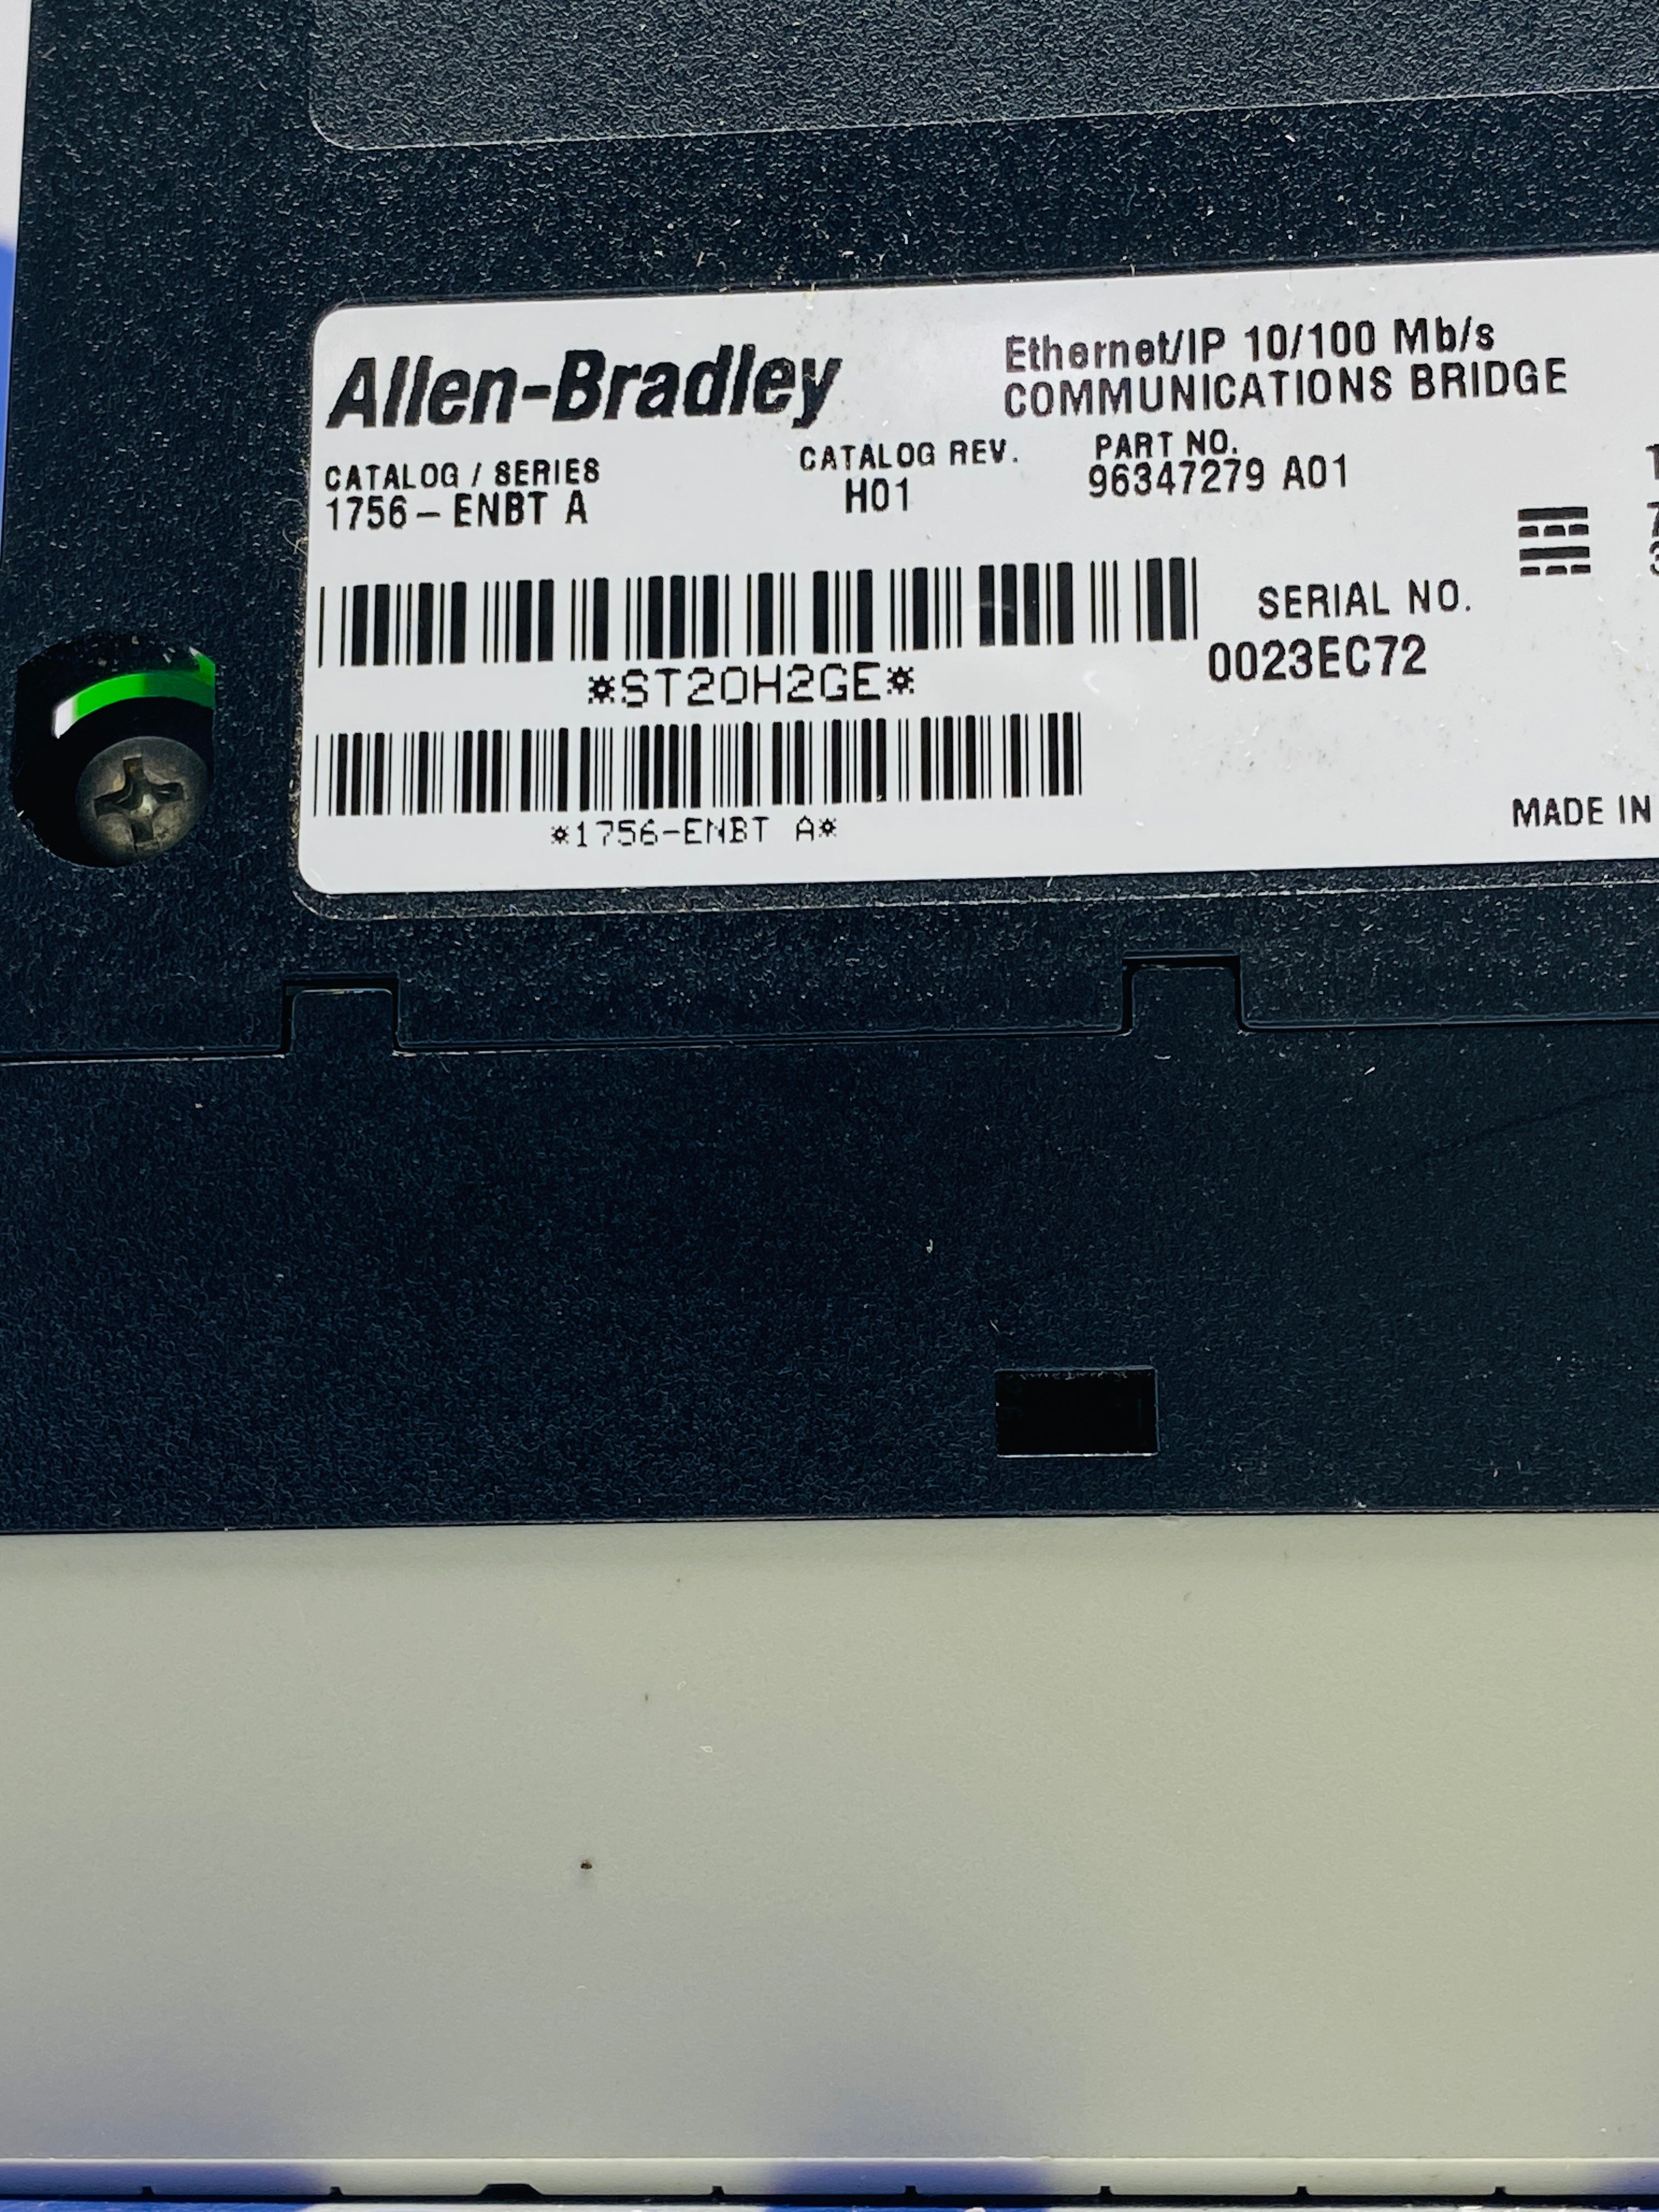 Allen-Bradley
Ethernet/IP 10/100 Mb/s
COMMUNICATIONS BRIDGE
CATALOG / SERIES
1756-ENBT A
CATALOG REV.
H01
PART NO.
96347279 A01
*ST20H2GE*
SERIAL NO.
0023EC72
*1756-ENBT A*
MADE IN